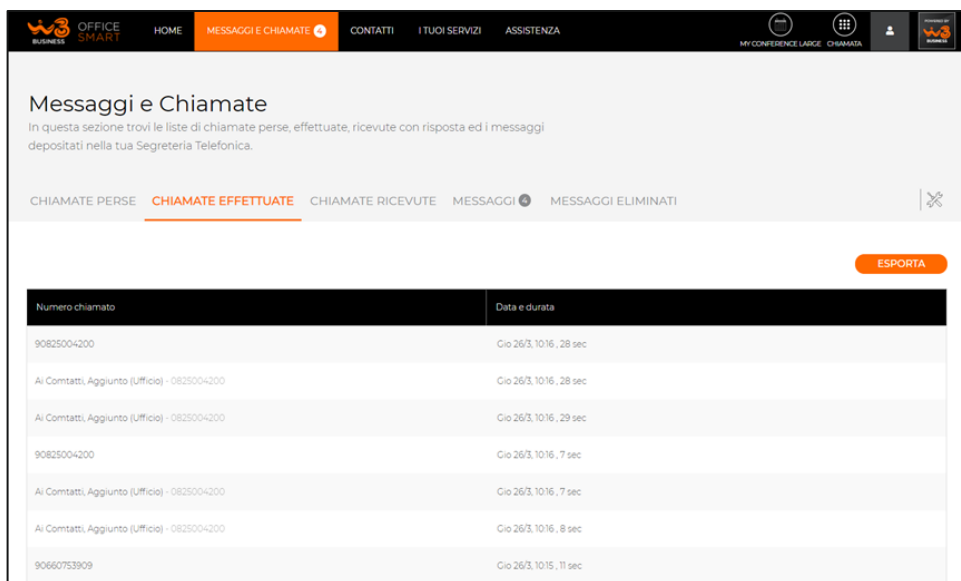 W3 BUSINESS OFFICE SMART HOME MESSAGGI E CHIAMATE 4 CONTATTI I TUOI SERVIZI ASSISTENZA MY CONFERENCE LARGE CHIAMATA POWERED BY W3 BUSINESS
Messaggi e Chiamate
In questa sezione trovi le liste di chiamate perse, effettuate, ricevute con risposta ed i messaggi
depositati nella tua Segreteria Telefonica.
CHIAMATE PERSE CHIAMATE EFFETTUATE CHIAMATE RICEVUTE MESSAGGI 4 MESSAGGI ELIMINATI
ESPORTA
Numero chiamato Data e durata
90825004200 Gio 26/3, 10:16 , 28 sec
Ai Comtatti, Aggiunto (Ufficio) - 0825004200 Gio 26/3, 10:16 , 28 sec
Ai Comtatti, Aggiunto (Ufficio) - 0825004200 Gio 26/3, 10:16 , 29 sec
90825004200 Gio 26/3, 10:16 , 7 sec
Ai Comtatti, Aggiunto (Ufficio) - 0825004200 Gio 26/3, 10:16 , 7 sec
Ai Comtatti, Aggiunto (Ufficio) - 0825004200 Gio 26/3, 10:16 , 8 sec
90660753909 Gio 26/3, 10:15 , 11 sec